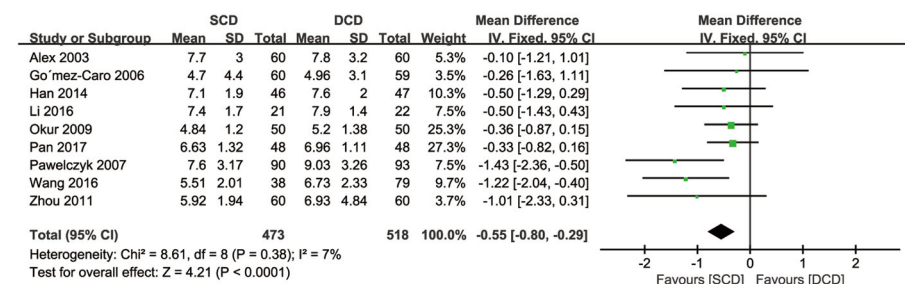 SCD DCD Mean Difference Mean Difference
Study or Subgroup Mean SD Total Mean SD Total Weight IV, Fixed, 95% CI IV, Fixed, 95% CI
Alex 2003 7.7 3 60 7.8 3.2 60 5.3% -0.10 [-1.21, 1.01]
Go´mez-Caro 2006 4.7 4.4 60 4.96 3.1 59 3.5% -0.26 [-1.63, 1.11]
Han 2014 7.1 1.9 46 7.6 2 47 10.3% -0.50 [-1.29, 0.29]
Li 2016 7.4 1.7 21 7.9 1.4 22 7.5% -0.50 [-1.43, 0.43]
Okur 2009 4.84 1.2 50 5.2 1.38 50 25.3% -0.36 [-0.87, 0.15]
Pan 2017 6.63 1.32 48 6.96 1.11 48 27.3% -0.33 [-0.82, 0.16]
Pawelczyk 2007 7.6 3.17 90 9.03 3.26 93 7.5% -1.43 [-2.36, -0.50]
Wang 2016 5.51 2.01 38 6.73 2.33 79 9.7% -1.22 [-2.04, -0.40]
Zhou 2011 5.92 1.94 60 6.93 4.84 60 3.7% -1.01 [-2.33, 0.31]
Total (95% CI) 473 518 100.0% -0.55 [-0.80, -0.29]
Heterogeneity: Chi² = 8.61, df = 8 (P = 0.38); I² = 7%
Test for overall effect: Z = 4.21 (P < 0.0001)
-2 -1 0 1 2
Favours [SCD] Favours [DCD]